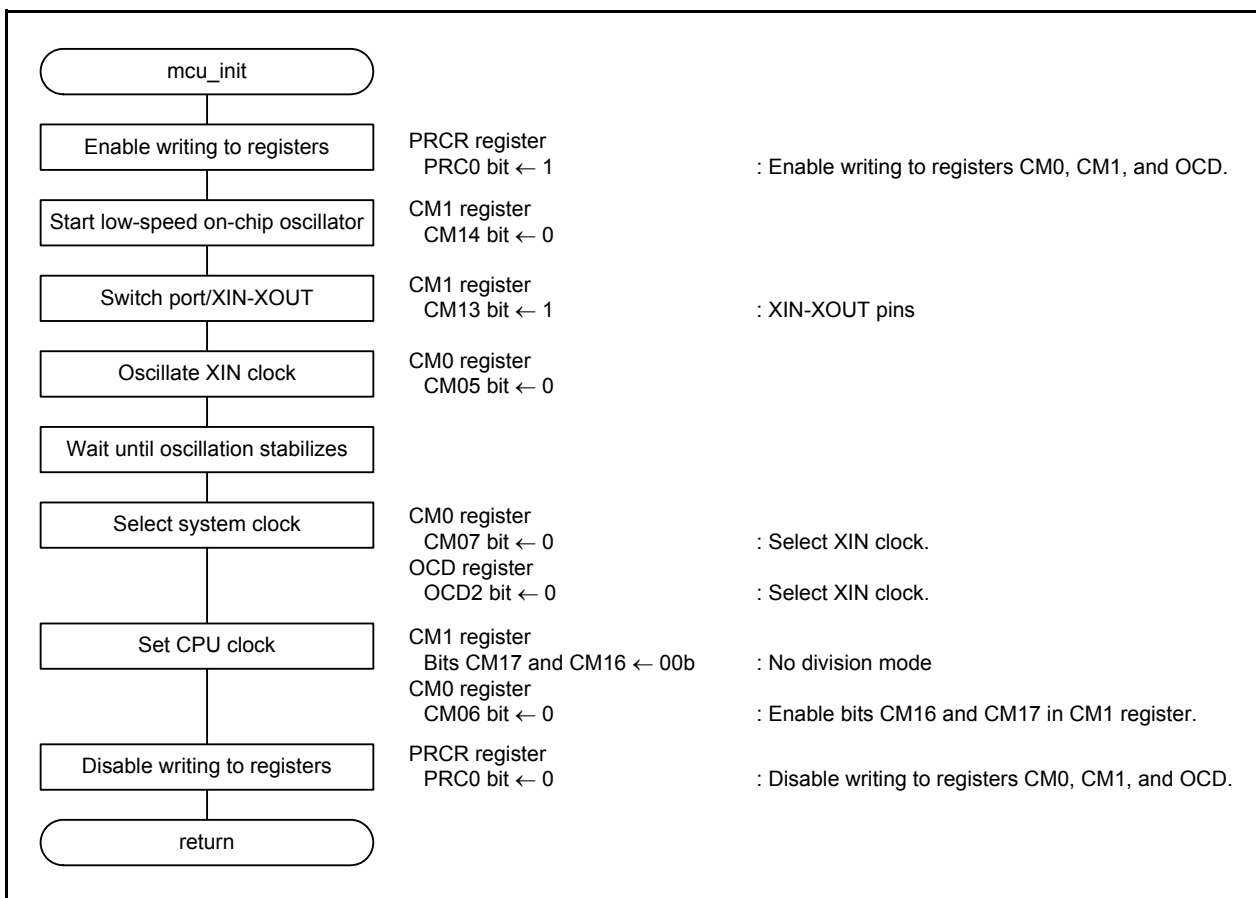 mcu_init
Enable writing to registers
PRCR register
PRC0 bit ← 1 : Enable writing to registers CM0, CM1, and OCD.
Start low-speed on-chip oscillator
CM1 register
CM14 bit ← 0
Switch port/XIN-XOUT
CM1 register
CM13 bit ← 1 : XIN-XOUT pins
Oscillate XIN clock
CM0 register
CM05 bit ← 0
Wait until oscillation stabilizes
Select system clock
CM0 register
CM07 bit ← 0 : Select XIN clock.
OCD register
OCD2 bit ← 0 : Select XIN clock.
Set CPU clock
CM1 register
Bits CM17 and CM16 ← 00b : No division mode
CM0 register
CM06 bit ← 0 : Enable bits CM16 and CM17 in CM1 register.
Disable writing to registers
PRCR register
PRC0 bit ← 0 : Disable writing to registers CM0, CM1, and OCD.
return